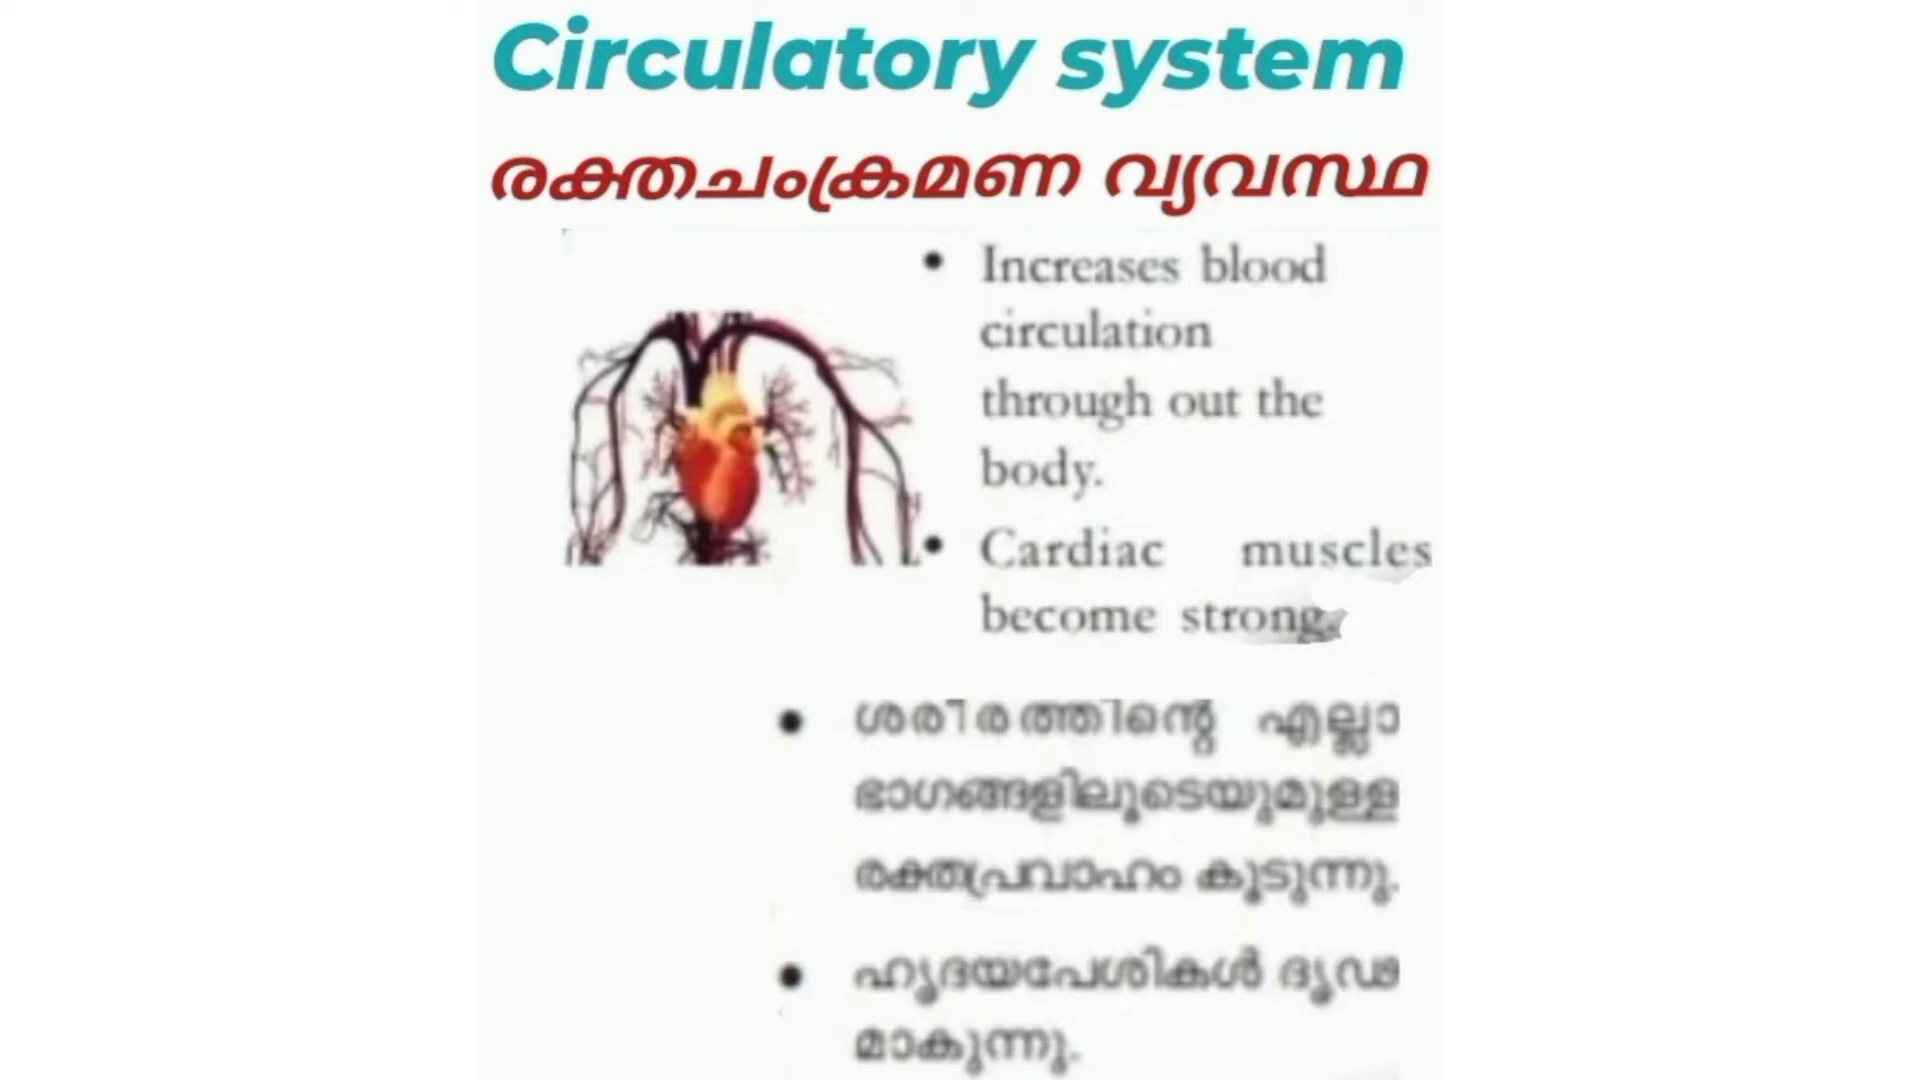 Circulatory system
രക്തചംക്രമണ വ്യവസ്ഥ
• Increases blood
circulation
through out the
body.
• Cardiac muscles
become strong.
• ശരീരത്തിന്റെ എല്ലാ
ഭാഗങ്ങളിലൂടെയുമുള്ള
രക്തപ്രവാഹം കൂടുന്നു.
• ഹൃദയപേശികൾ ദൃഢ
മാകുന്നു.